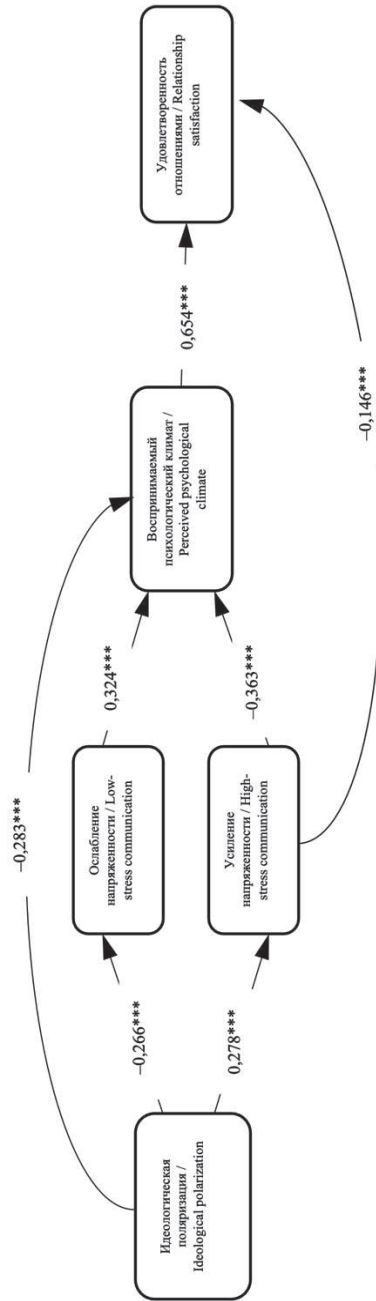 Идеологическая
поляризация /
Ideological polarization
–0,283***
–0,266***
0,278***
Ослабление
напряженности / Low-
stress communication
Усиление
напряженности / High-
stress communication
0,324***
–0,363***
Воспринимаемый
психологический климат /
Perceived psychological
climate
0,654***
–0,146***
Удовлетворенность
отношениями / Relationship
satisfaction